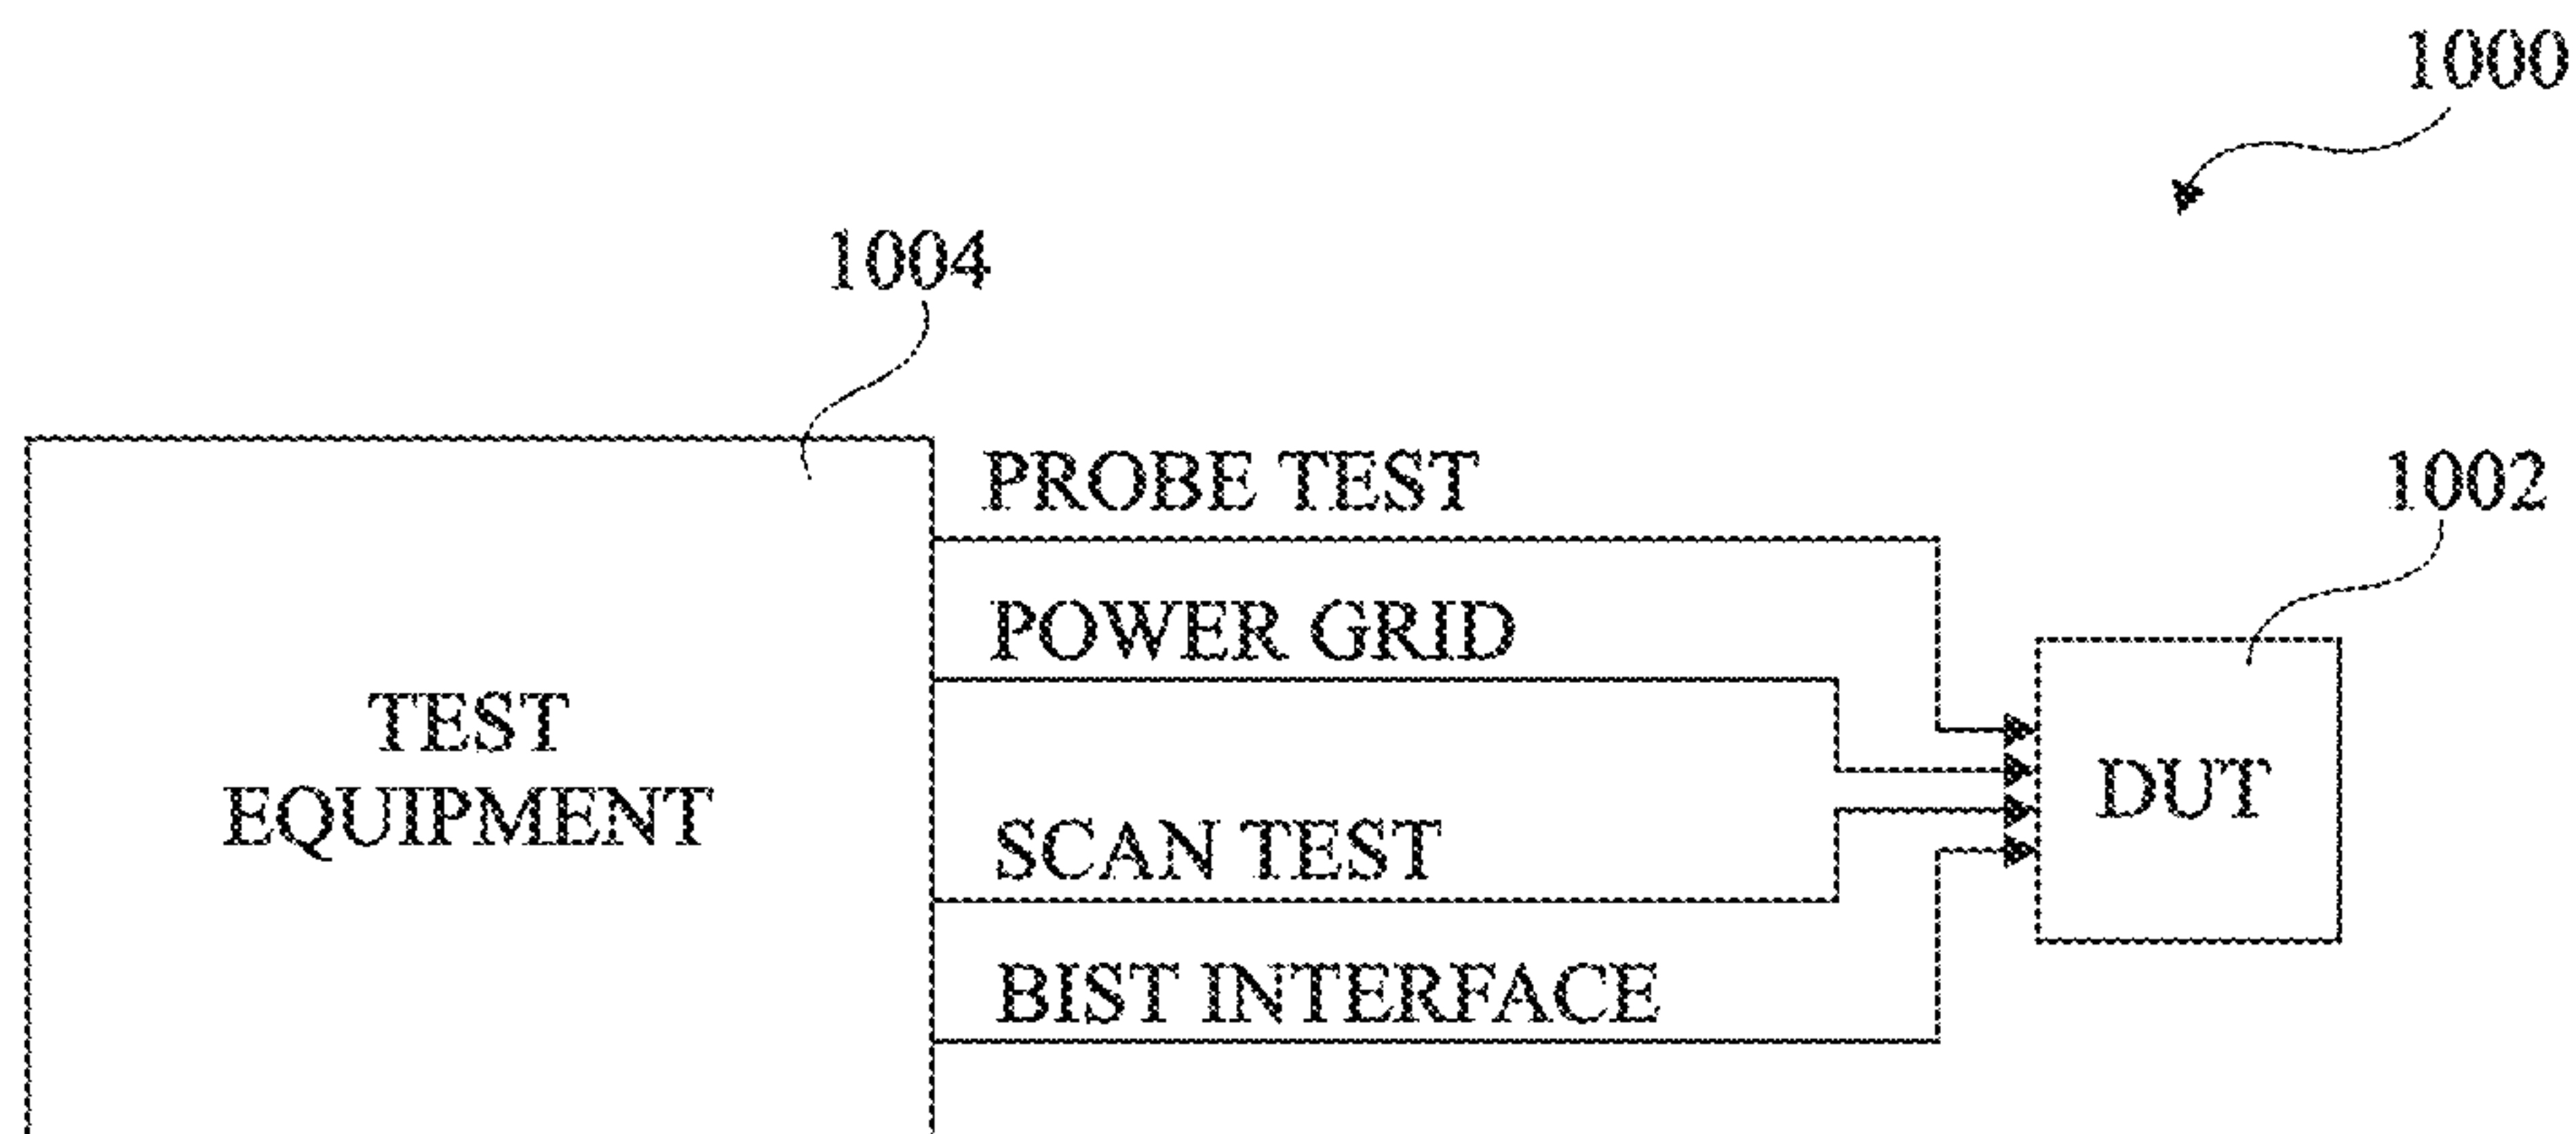 1000
1004
PROBE TEST
1002
POWER GRID
TEST
EQUIPMENT
DUT
SCAN TEST
BIST INTERFACE